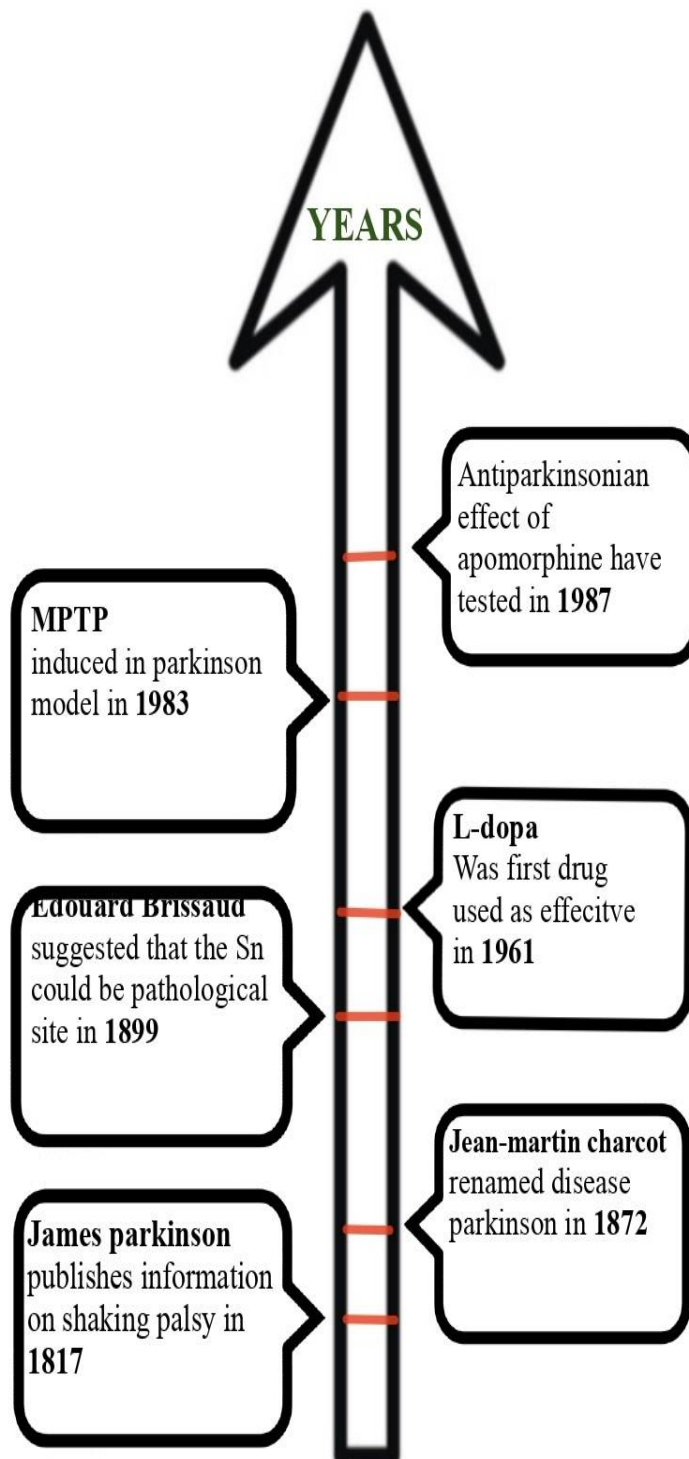 YEARS
Antiparkinsonian
effect of
apomorphine have
tested in 1987
MPTP
induced in parkinson
model in 1983
L-dopa
Was first drug
used as effecitve
in 1961
Edouard Brissaud
suggested that the Sn
could be pathological
site in 1899
Jean-martin charcot
renamed disease
parkinson in 1872
James parkinson
publishes information
on shaking palsy in
1817